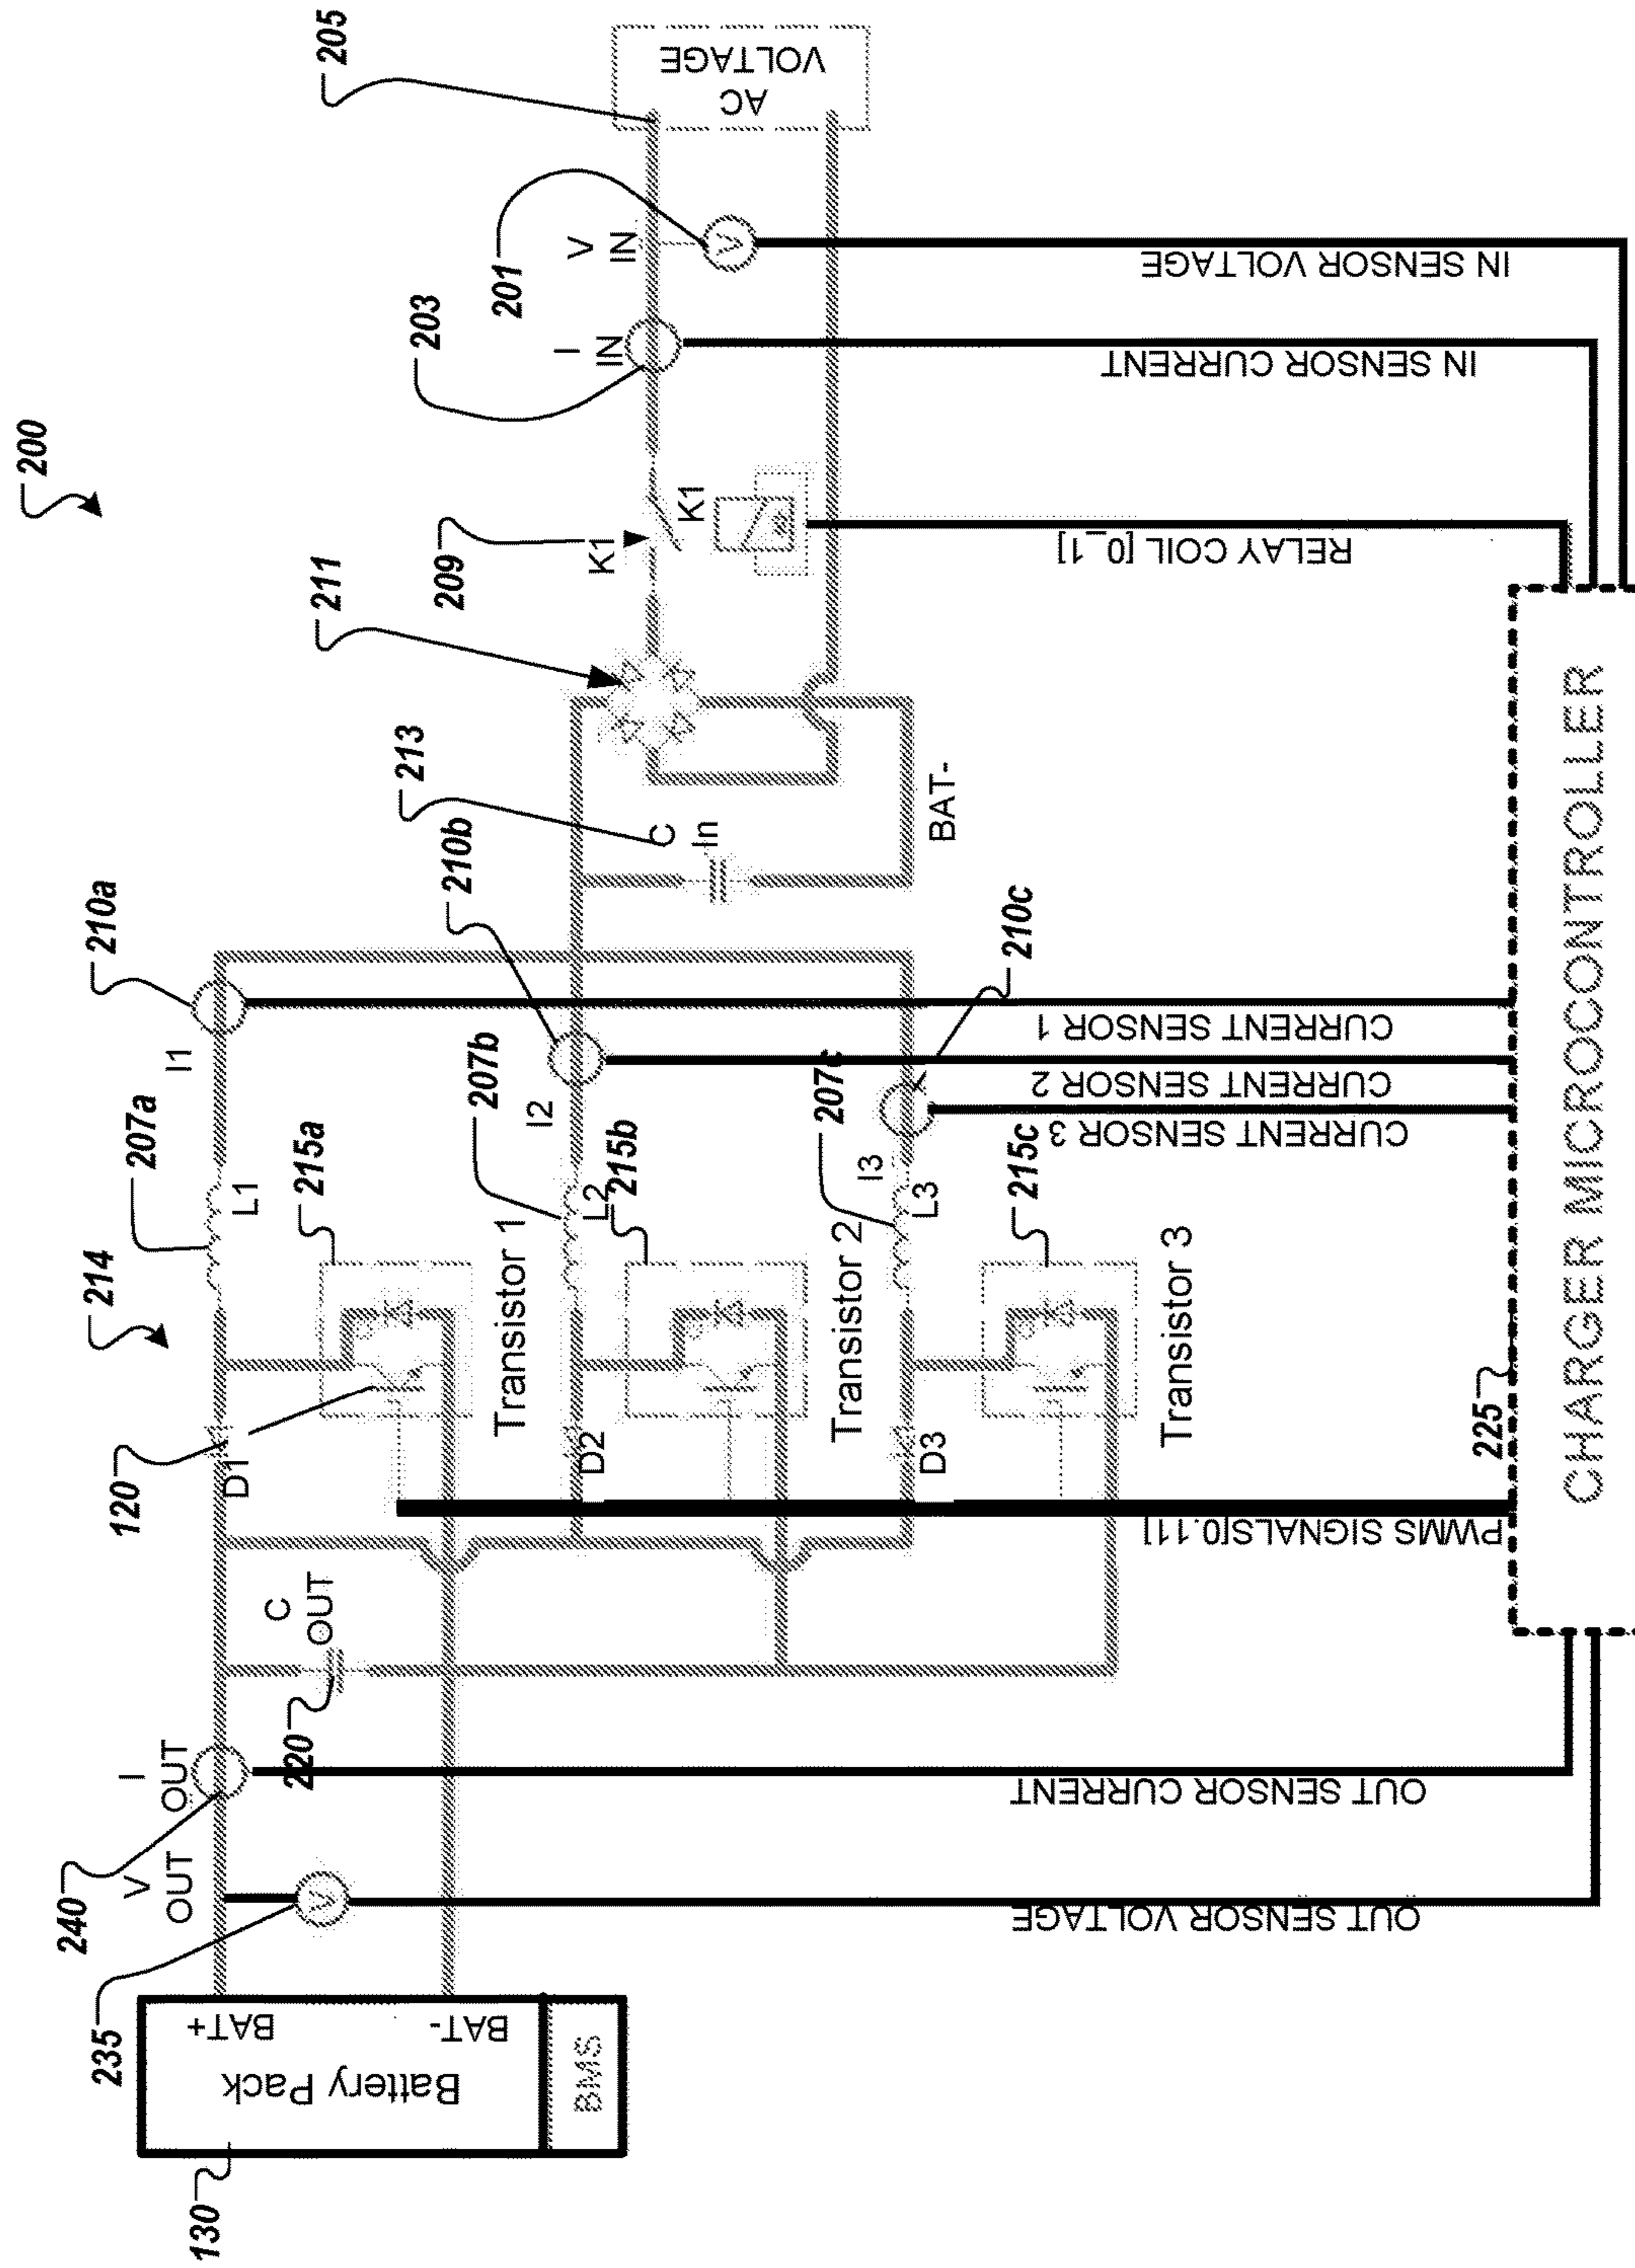 200
205
AC
VOLTAGE
201
V
IN
203
I
IN
209
K1
K1
211
213
C
In
BAT-
210a
210b
210c
I1
I2
I3
207a
207b
207c
L1
L2
L3
214
215a
215b
215c
Transistor 1
Transistor 2
Transistor 3
120
D1
D2
D3
C
OUT
220
I
OUT
240
V
OUT
235
V
V
130
Battery Pack
BAT+
BAT-
BMS
IN SENSOR VOLTAGE
IN SENSOR CURRENT
RELAY COIL [0_1]
CURRENT SENSOR 1
CURRENT SENSOR 2
CURRENT SENSOR 3
PWMS SIGNALS[0.11]
OUT SENSOR CURRENT
OUT SENSOR VOLTAGE
225
CHARGER MICROCONTROLLER